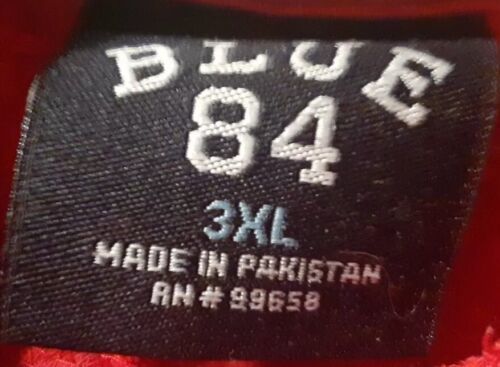 BLUE
84
3XL
MADE IN PAKISTAN
RN# 99658